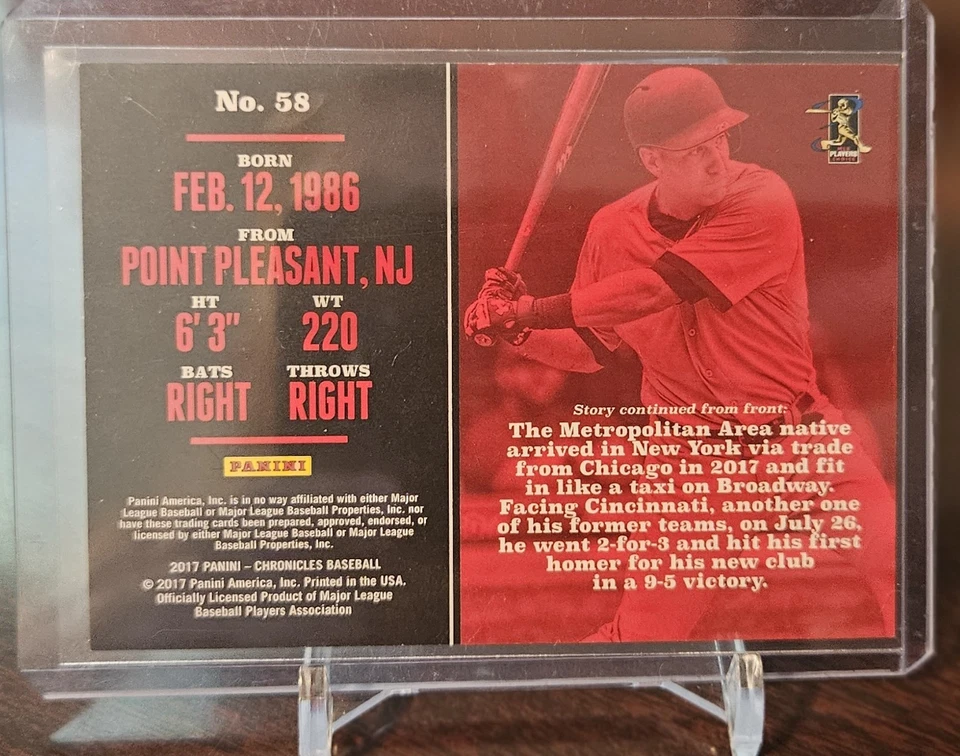 No. 58
BORN
FEB. 12, 1986
FROM
POINT PLEASANT, NJ
HT WT
6' 3" 220
BATS THROWS
RIGHT RIGHT
PANINI
Panini America, Inc. is in no way affiliated with either Major
League Baseball or Major League Baseball Properties, Inc. nor
have these trading cards been prepared, approved, endorsed, or
licensed by either Major League Baseball or Major League
Baseball Properties, Inc.
2017 PANINI – CHRONICLES BASEBALL
© 2017 Panini America, Inc. Printed in the USA.
Officially Licensed Product of Major League
Baseball Players Association
PLAYERS
CHOICE
Story continued from front:
The Metropolitan Area native
arrived in New York via trade
from Chicago in 2017 and fit
in like a taxi on Broadway.
Facing Cincinnati, another one
of his former teams, on July 26,
he went 2-for-3 and hit his first
homer for his new club
in a 9-5 victory.